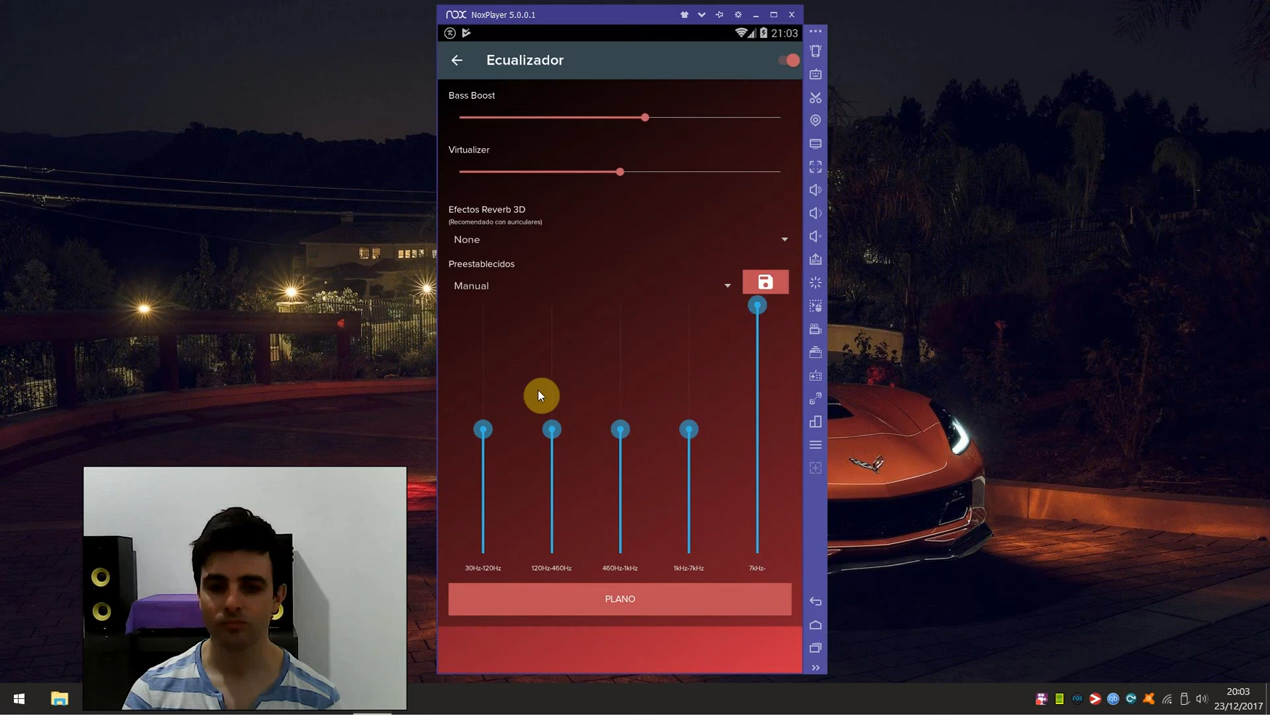 nox NoxPlayer 5.0.0.1
21:03
Ecualizador
Bass Boost
Virtualizer
Efectos Reverb 3D
(Recomendado con auriculares)
None
Preestablecidos
Manual
30Hz-120Hz 120Hz-460Hz 460Hz-1kHz 1kHz-7kHz 7kHz-
PLANO
20:03
23/12/2017